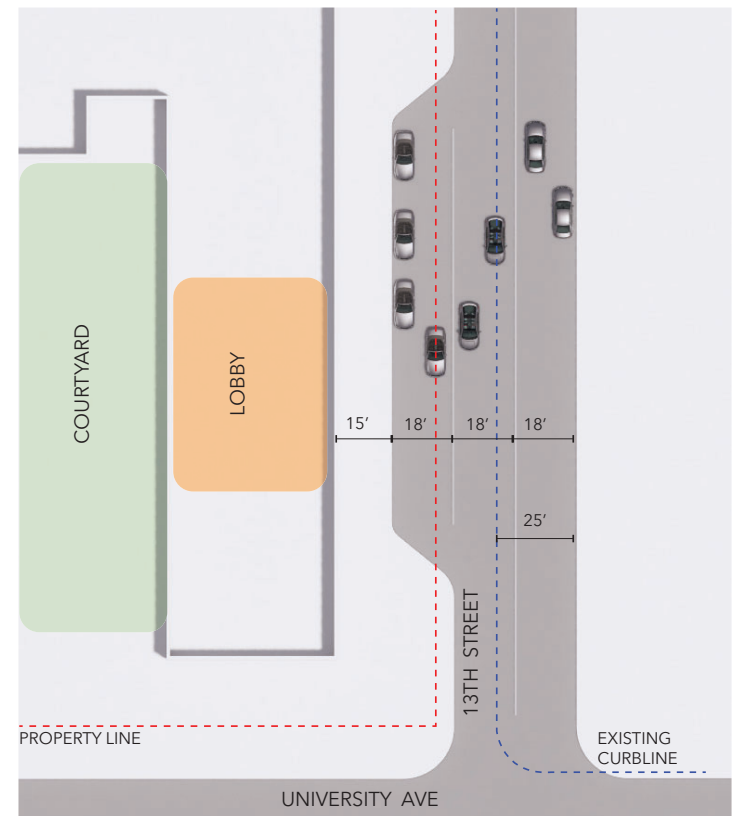 COURTYARD
LOBBY
15’
18’
18’
18’
25’
13TH STREET
PROPERTY LINE
EXISTING
CURBLINE
UNIVERSITY AVE